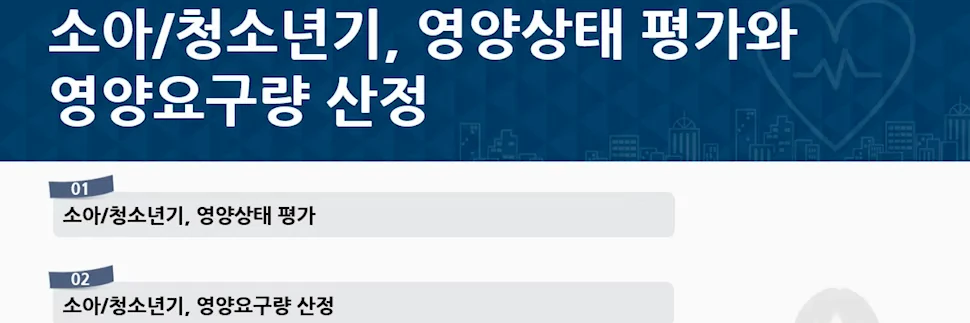 소아/청소년기, 영양상태 평가와
영양요구량 산정
01
소아/청소년기, 영양상태 평가
02
소아/청소년기, 영양요구량 산정